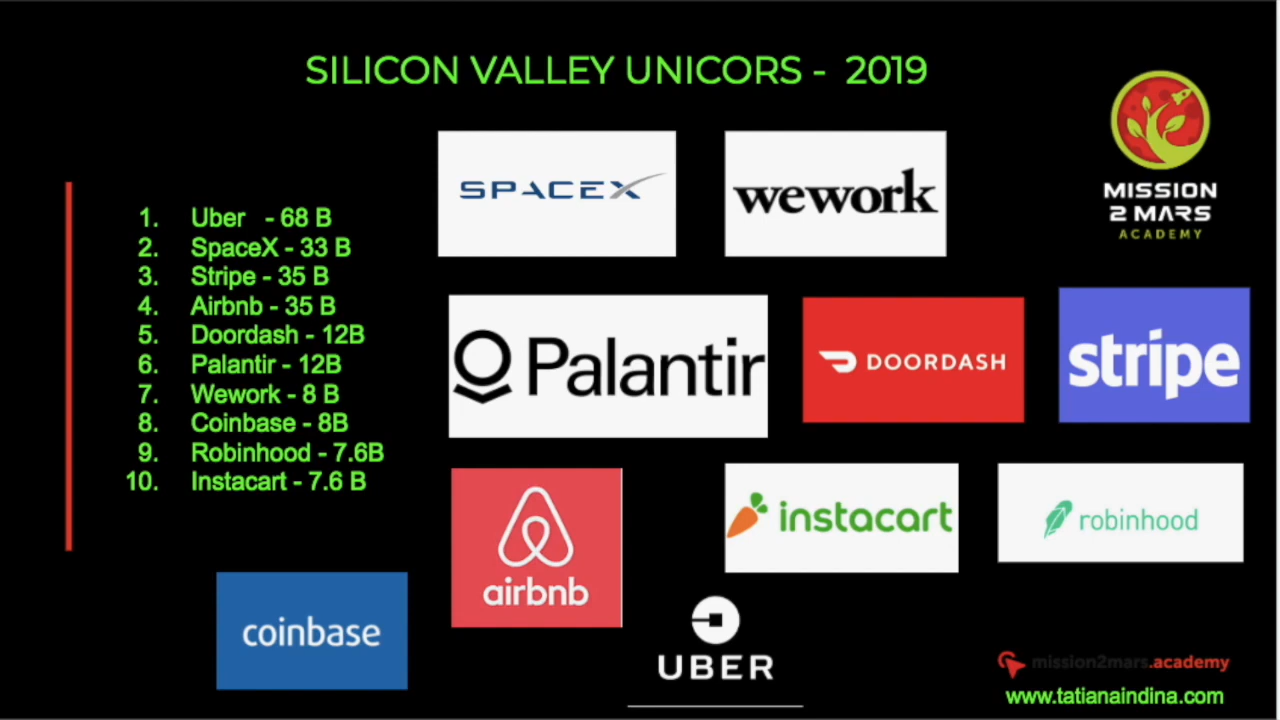 SILICON VALLEY UNICORS - 2019
1. Uber - 68 B
2. SpaceX - 33 B
3. Stripe - 35 B
4. Airbnb - 35 B
5. Doordash - 12B
6. Palantir - 12B
7. Wework - 8 B
8. Coinbase - 8B
9. Robinhood - 7.6B
10. Instacart - 7.6 B
SPACEX
wework
MISSION
2 MARS
ACADEMY
Palantir
DOORDASH
stripe
airbnb
instacart
robinhood
coinbase
UBER
mission2mars.academy
www.tatianaindina.com